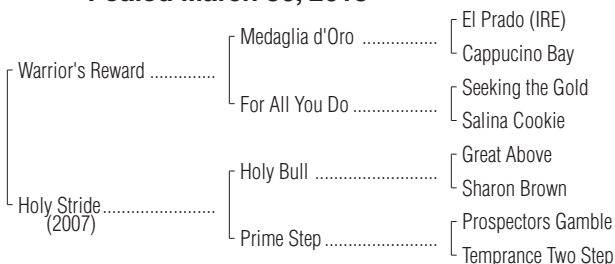 Foaled March
El Prado (IRE)
Medaglia d'Oro ................
Cappucino Bay
Warrior's Reward .............
Seeking the Gold
For All You Do ..................
Salina Cookie
Great Above
Holy Bull ..........................
Sharon Brown
Holy Stride.......................
(2007)
Prospectors Gamble
Prime Step........................
Temprance Two Step